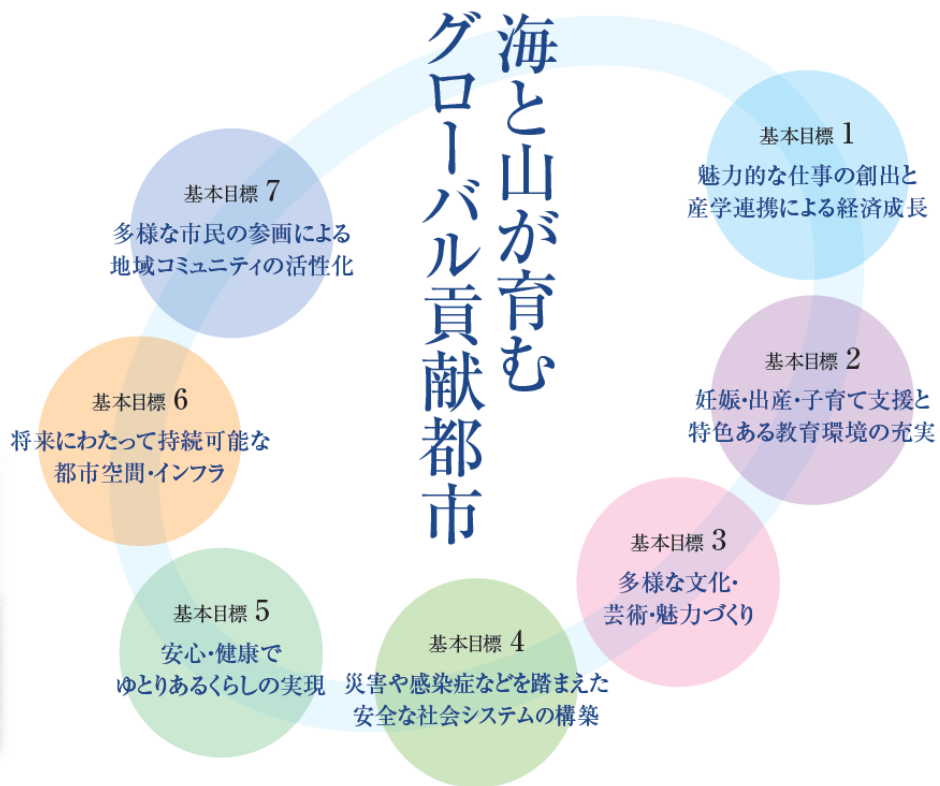 海と山が育む
グローバル貢献都市
基本目標 1
魅力的な仕事の創出と
産学連携による経済成長
基本目標 2
妊娠・出産・子育て支援と
特色ある教育環境の充実
基本目標 3
多様な文化・
芸術・魅力づくり
基本目標 4
災害や感染症などを踏まえた
安全な社会システムの構築
基本目標 5
安心・健康で
ゆとりあるくらしの実現
基本目標 6
将来にわたって持続可能な
都市空間・インフラ
基本目標 7
多様な市民の参画による
地域コミュニティの活性化